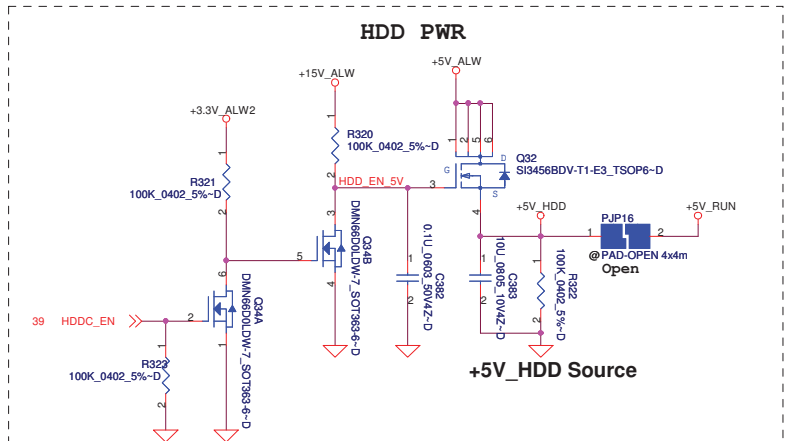 HDD PWR
+5V_ALW
+15V_ALW
+3.3V_ALW2
1
1 2 5 6
R320
100K_0402_5%~D
2
D
Q32
SI3456BDV-T1-E3_TSOP6~D
G
S
3
4
1
R321
100K_0402_5%~D
2
HDD_EN_5V
+5V_HDD
PJP16
1 2
+5V_RUN
@PAD-OPEN 4x4m
Open
3
5
4
Q34B
DMN66D0LDW-7_SOT363-6~D
1
2
0.1U_0603_50V4Z~D
C382
1
2
10U_0805_10V4Z~D
C383
1
2
100K_0402_5%~D
R322
6
2
1
Q34A
DMN66D0LDW-7_SOT363-6~D
39 HDDC_EN
1
R323
100K_0402_5%~D
2
+5V_HDD Source